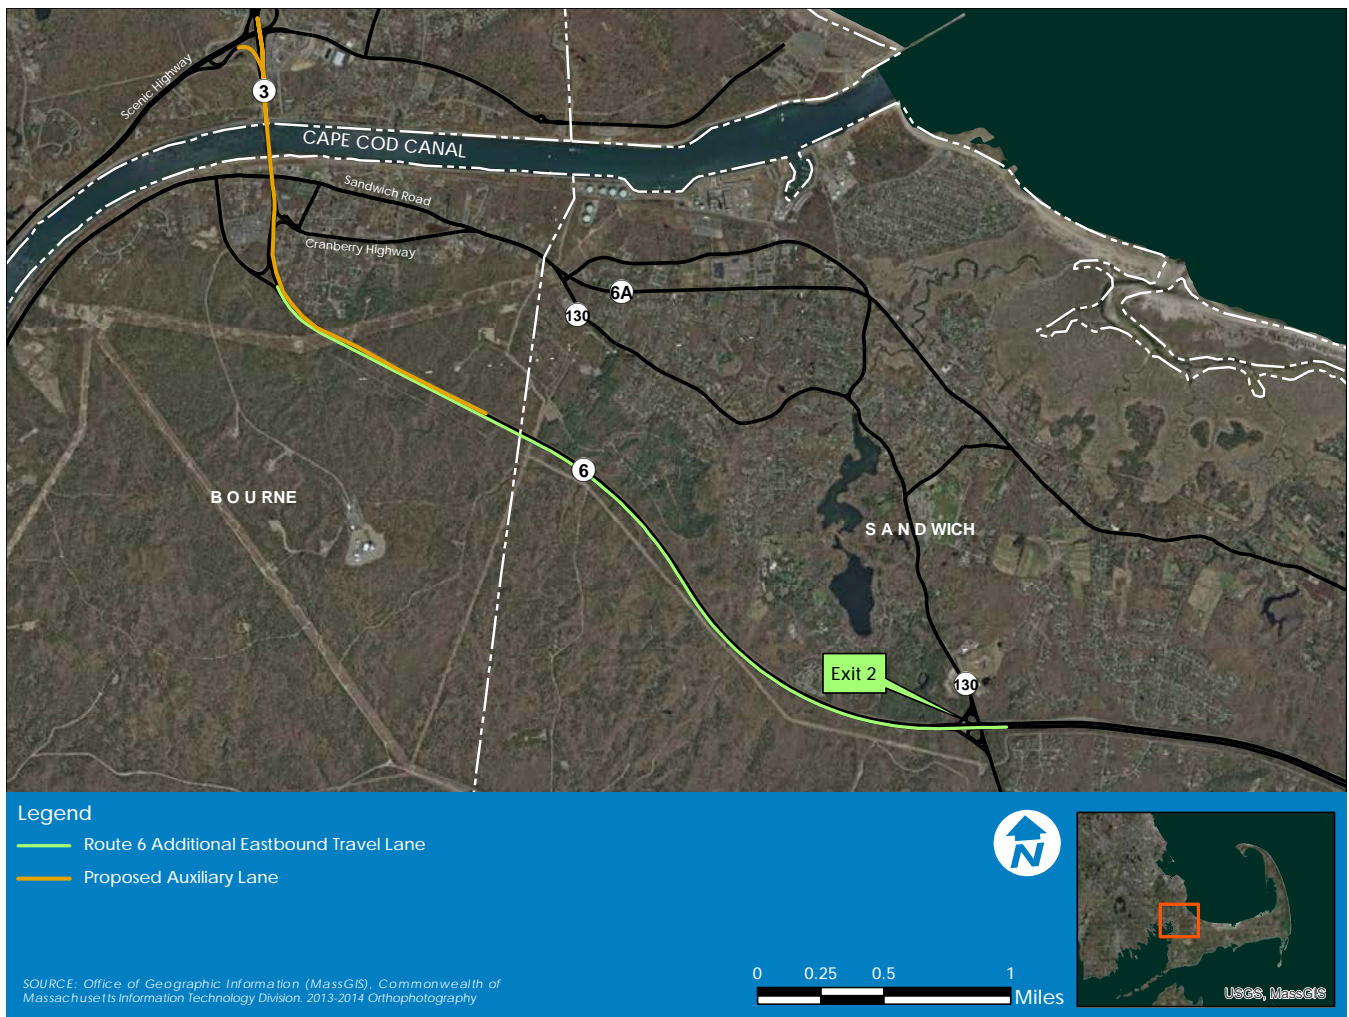 Scenic Highway
3
CAPE COD CANAL
Sandwich Road
Cranberry Highway
6A
130
6
BOURNE
SANDWICH
Exit 2
130
Legend
Route 6 Additional Eastbound Travel Lane
Proposed Auxiliary Lane
N
SOURCE: Office of Geographic Information (MassGIS), Commonwealth of
Massachusetts Information Technology Division. 2013-2014 Orthophotography
0 0.25 0.5 1
Miles
USGS, MassGIS